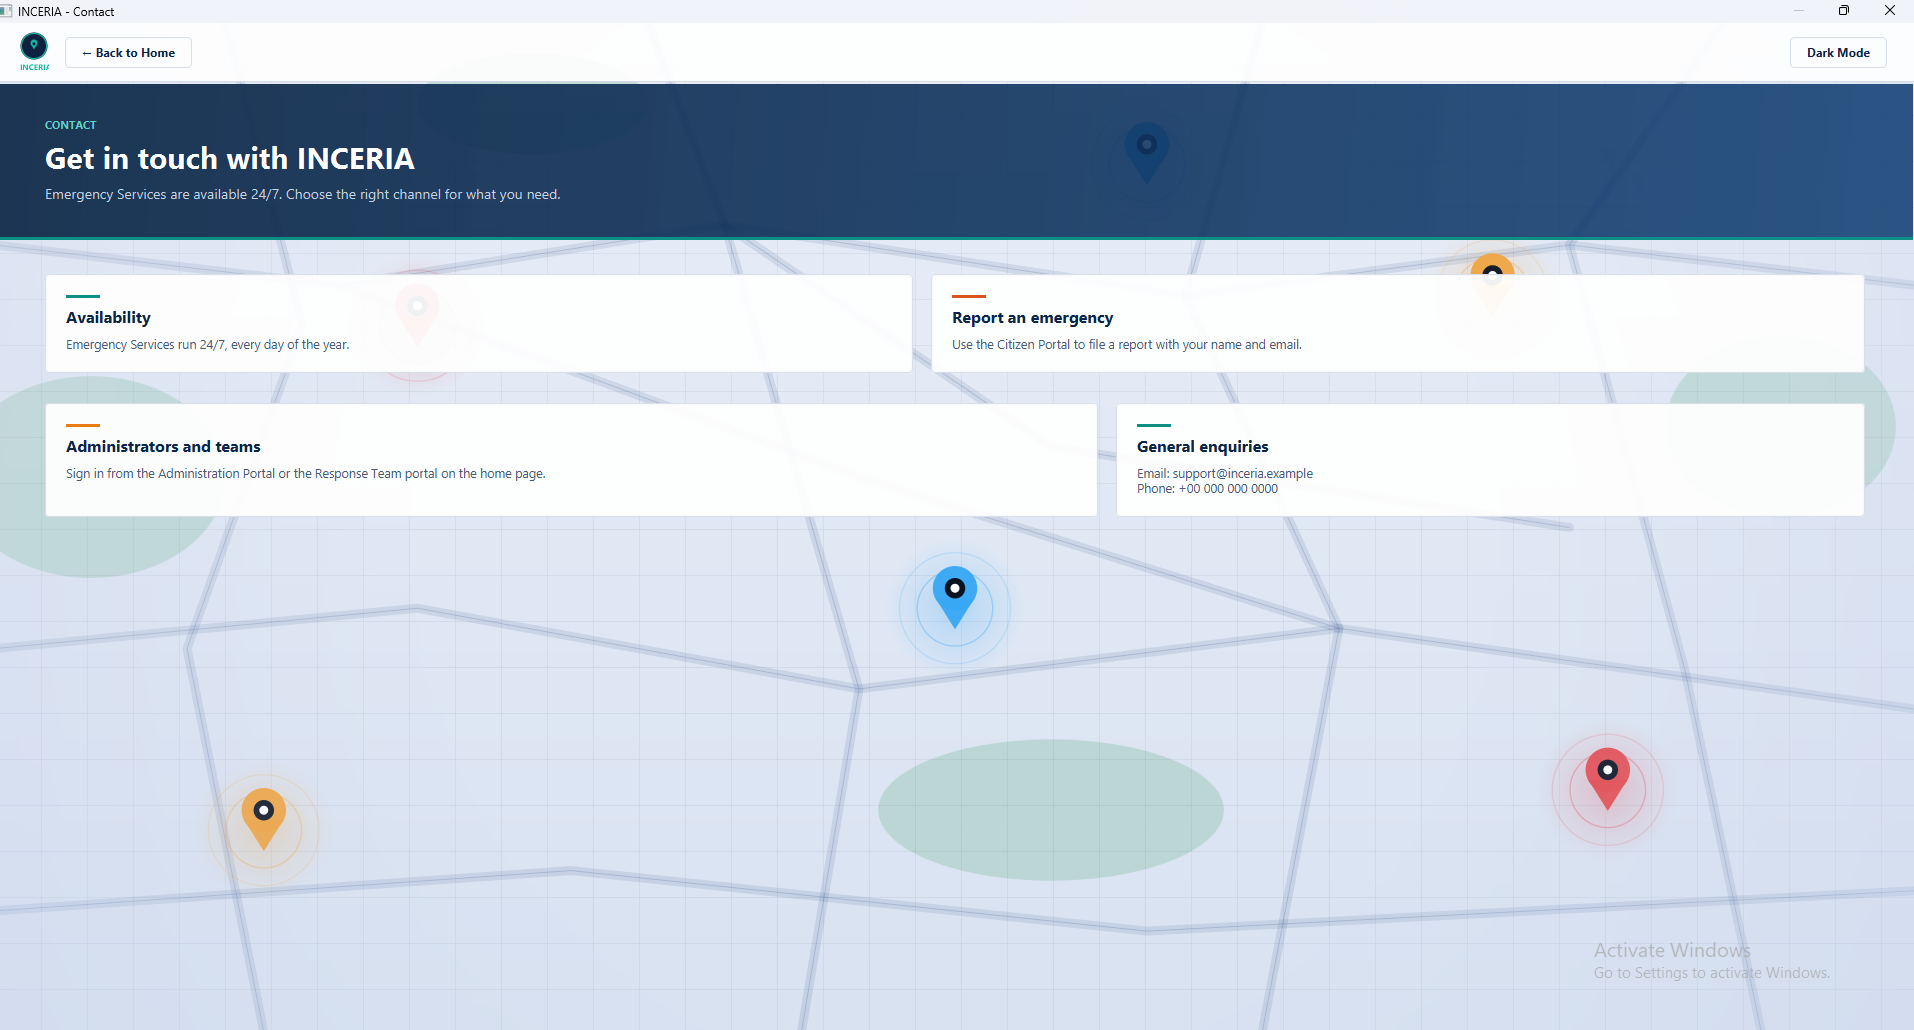 INCERIA - Contact
INCERIA
← Back to Home
Dark Mode
CONTACT
Get in touch with INCERIA
Emergency Services are available 24/7. Choose the right channel for what you need.
Availability
Emergency Services run 24/7, every day of the year.
Report an emergency
Use the Citizen Portal to file a report with your name and email.
Administrators and teams
Sign in from the Administration Portal or the Response Team portal on the home page.
General enquiries
Email: support@inceria.example
Phone: +00 000 000 0000
Activate Windows
Go to Settings to activate Windows.